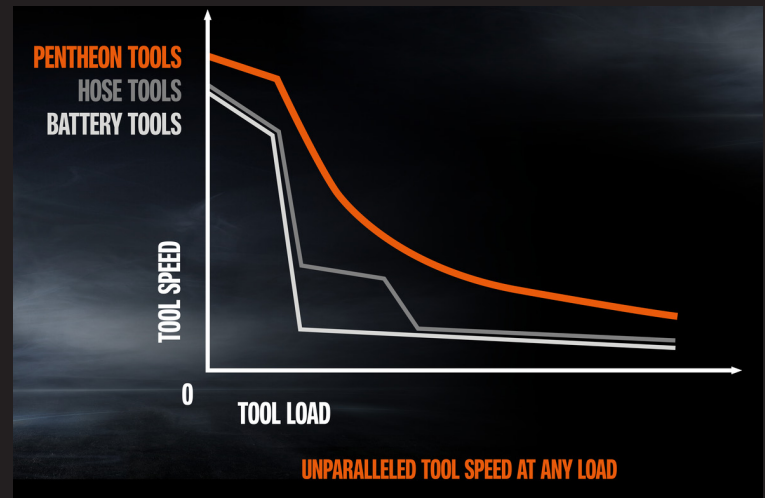 PENTHEON TOOLS
HOSE TOOLS
BATTERY TOOLS
TOOL SPEED
0
TOOL LOAD
UNPARALLELED TOOL SPEED AT ANY LOAD